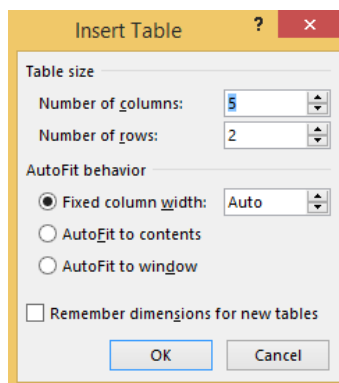 Insert Table ? ×
Table size
Number of columns: 5
Number of rows: 2
AutoFit behavior
Fixed column width: Auto
AutoFit to contents
AutoFit to window
Remember dimensions for new tables
OK Cancel